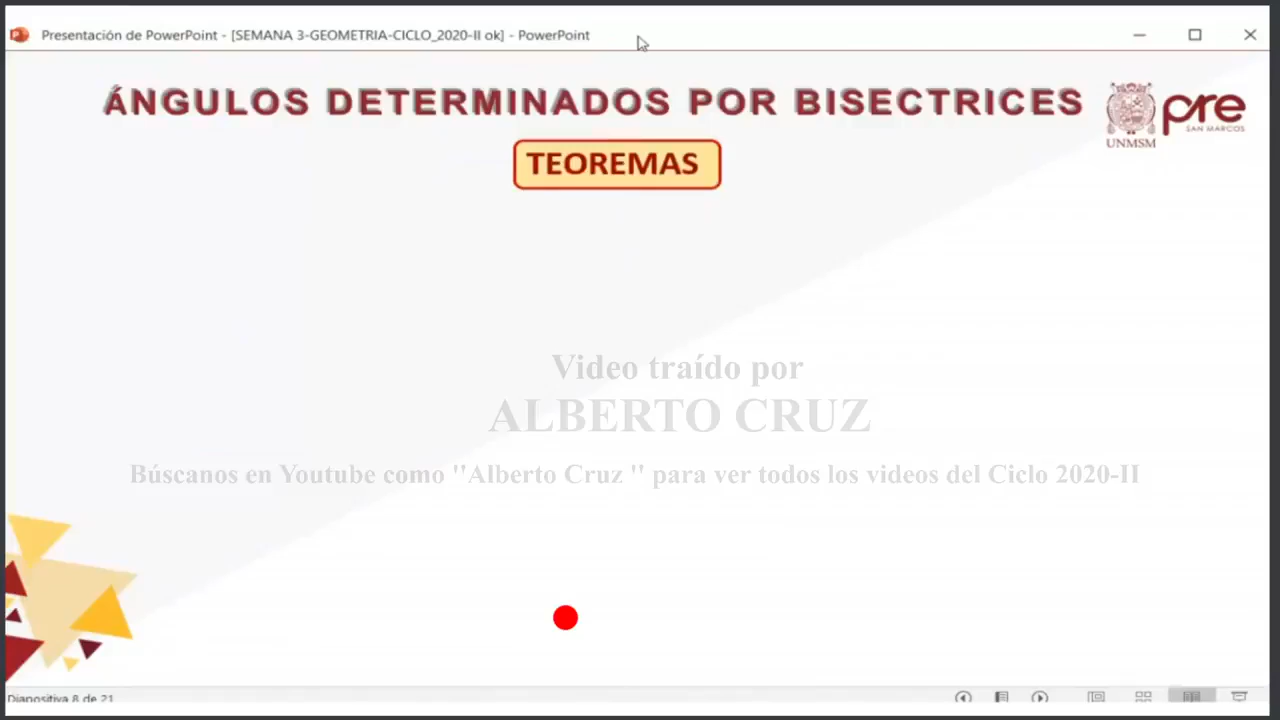 Presentación de PowerPoint - [SEMANA 3-GEOMETRIA-CICLO_2020-II ok] - PowerPoint
ÁNGULOS DETERMINADOS POR BISECTRICES
UNMSM
pre
SAN MARCOS
TEOREMAS
Video traído por
ALBERTO CRUZ
Búscanos en Youtube como "Alberto Cruz " para ver todos los videos del Ciclo 2020-II
Diapositiva 8 de 21